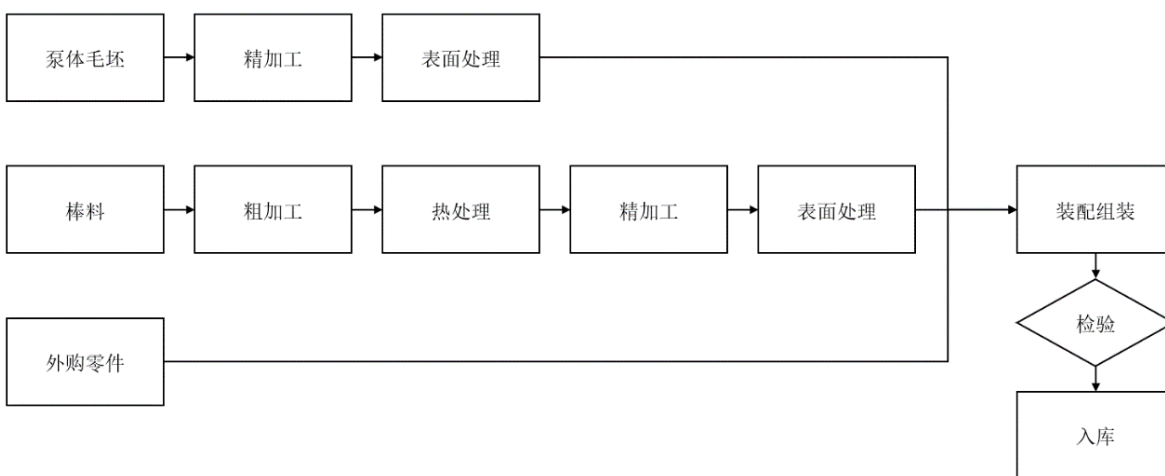 泵体毛坯
精加工
表面处理
棒料
粗加工
热处理
精加工
表面处理
装配组装
外购零件
检验
入库